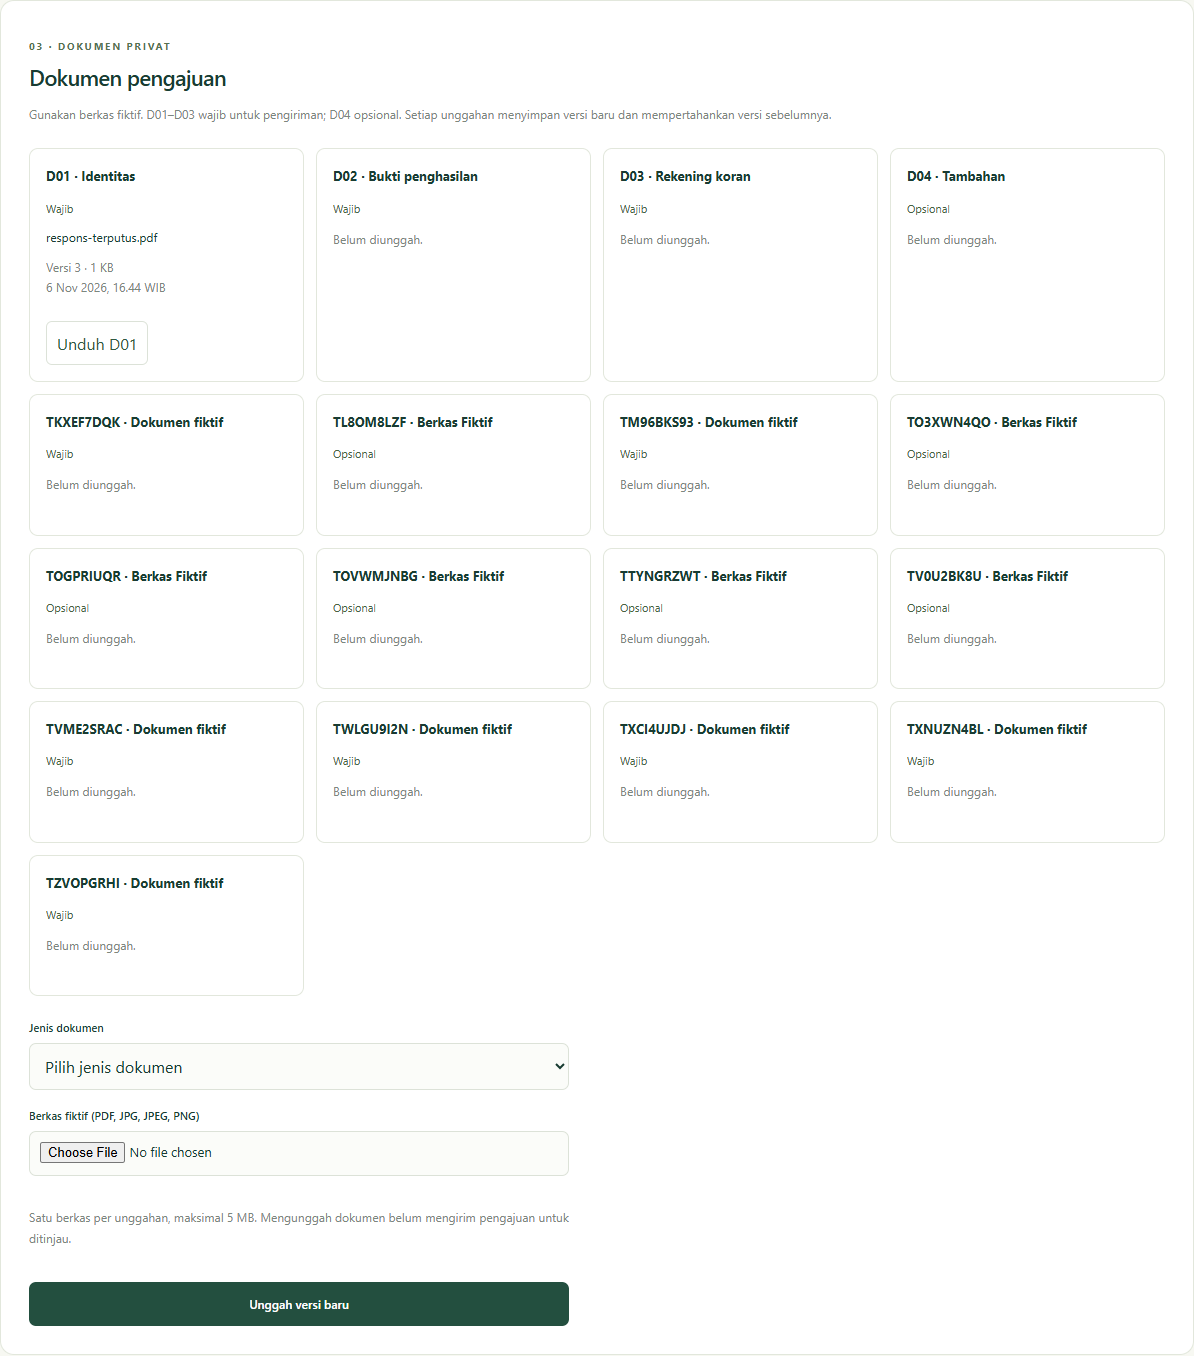 03 · DOKUMEN PRIVAT
Dokumen pengajuan
Gunakan berkas fiktif. D01–D03 wajib untuk pengiriman; D04 opsional. Setiap unggahan menyimpan versi baru dan mempertahankan versi sebelumnya.
D01 · Identitas
Wajib
respons-terputus.pdf
Versi 3 · 1 KB
6 Nov 2026, 16.44 WIB
Unduh D01
D02 · Bukti penghasilan
Wajib
Belum diunggah.
D03 · Rekening koran
Wajib
Belum diunggah.
D04 · Tambahan
Opsional
Belum diunggah.
TKXEF7DQK · Dokumen fiktif
Wajib
Belum diunggah.
TL8OM8LZF · Berkas Fiktif
Opsional
Belum diunggah.
TM96BKS93 · Dokumen fiktif
Wajib
Belum diunggah.
TO3XWN4QO · Berkas Fiktif
Opsional
Belum diunggah.
TOGPRIUQR · Berkas Fiktif
Opsional
Belum diunggah.
TOVWMJNBG · Berkas Fiktif
Opsional
Belum diunggah.
TTYNGRZWT · Berkas Fiktif
Opsional
Belum diunggah.
TV0U2BK8U · Berkas Fiktif
Opsional
Belum diunggah.
TVME2SRAC · Dokumen fiktif
Wajib
Belum diunggah.
TWLGU9I2N · Dokumen fiktif
Wajib
Belum diunggah.
TXCI4UJDJ · Dokumen fiktif
Wajib
Belum diunggah.
TXNUZN4BL · Dokumen fiktif
Wajib
Belum diunggah.
TZVOPGRHI · Dokumen fiktif
Wajib
Belum diunggah.
Jenis dokumen
Pilih jenis dokumen
Berkas fiktif (PDF, JPG, JPEG, PNG)
Choose File No file chosen
Satu berkas per unggahan, maksimal 5 MB. Mengunggah dokumen belum mengirim pengajuan untuk
ditinjau.
Unggah versi baru